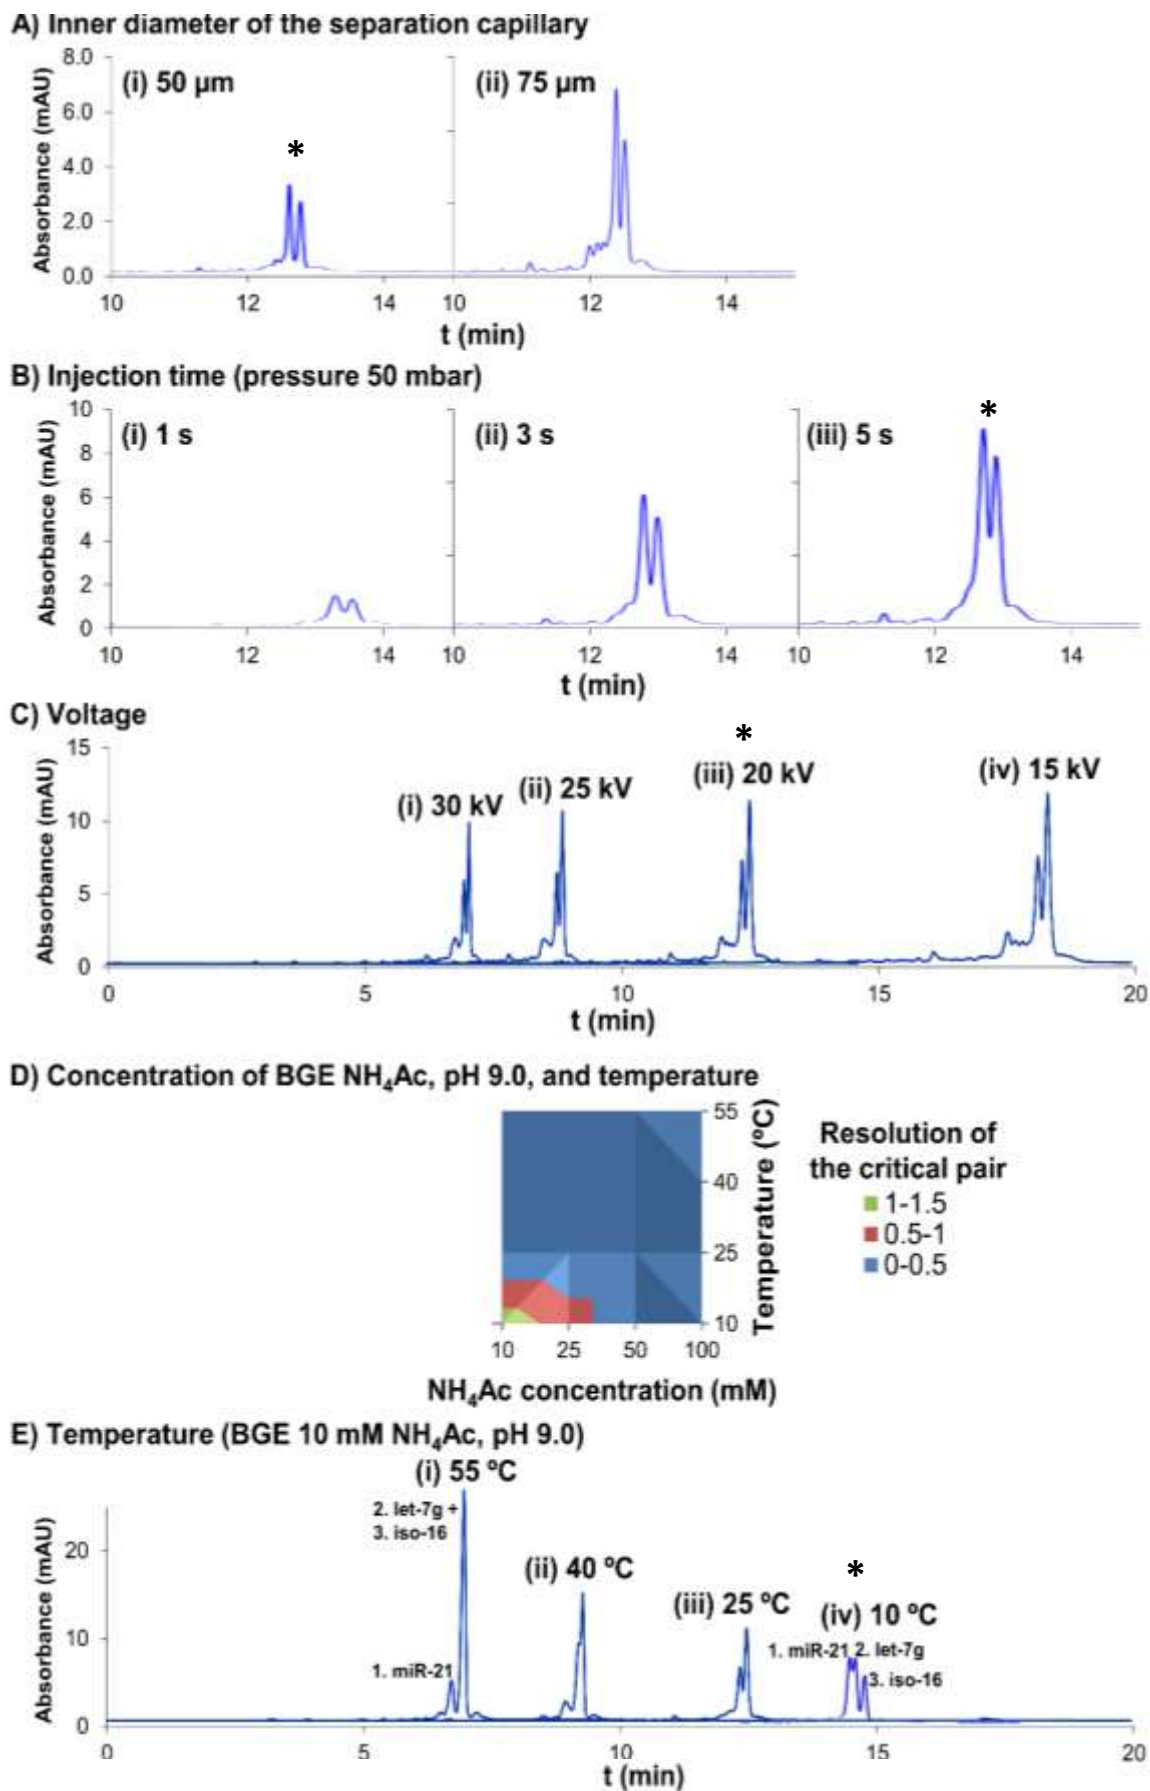 A) Inner diameter of the separation capillary
8.0
6.0
4.0
2.0
0.0
Absorbance (mAU)
(i) 50 µm
*
(ii) 75 µm
10 12 14 10 12 14
t (min)
B) Injection time (pressure 50 mbar)
10
8
6
4
2
0
Absorbance (mAU)
(i) 1 s
(ii) 3 s
*
(iii) 5 s
10 12 14 10 12 14 10 12 14
t (min)
C) Voltage
15
10
5
0
Absorbance (mAU)
(i) 30 kV
(ii) 25 kV
*
(iii) 20 kV
(iv) 15 kV
0 5 10 15 20
t (min)
D) Concentration of BGE NH₄Ac, pH 9.0, and temperature
55
40
25
10
Temperature (ºC)
10 25 50 100
NH₄Ac concentration (mM)
Resolution of
the critical pair
1-1.5
0.5-1
0-0.5
E) Temperature (BGE 10 mM NH₄Ac, pH 9.0)
20
10
0
Absorbance (mAU)
(i) 55 ºC
2. let-7g +
3. iso-16
1. miR-21
(ii) 40 ºC
(iii) 25 ºC
*
(iv) 10 ºC
1. miR-21 2. let-7g
3. iso-16
0 5 10 15 20
t (min)